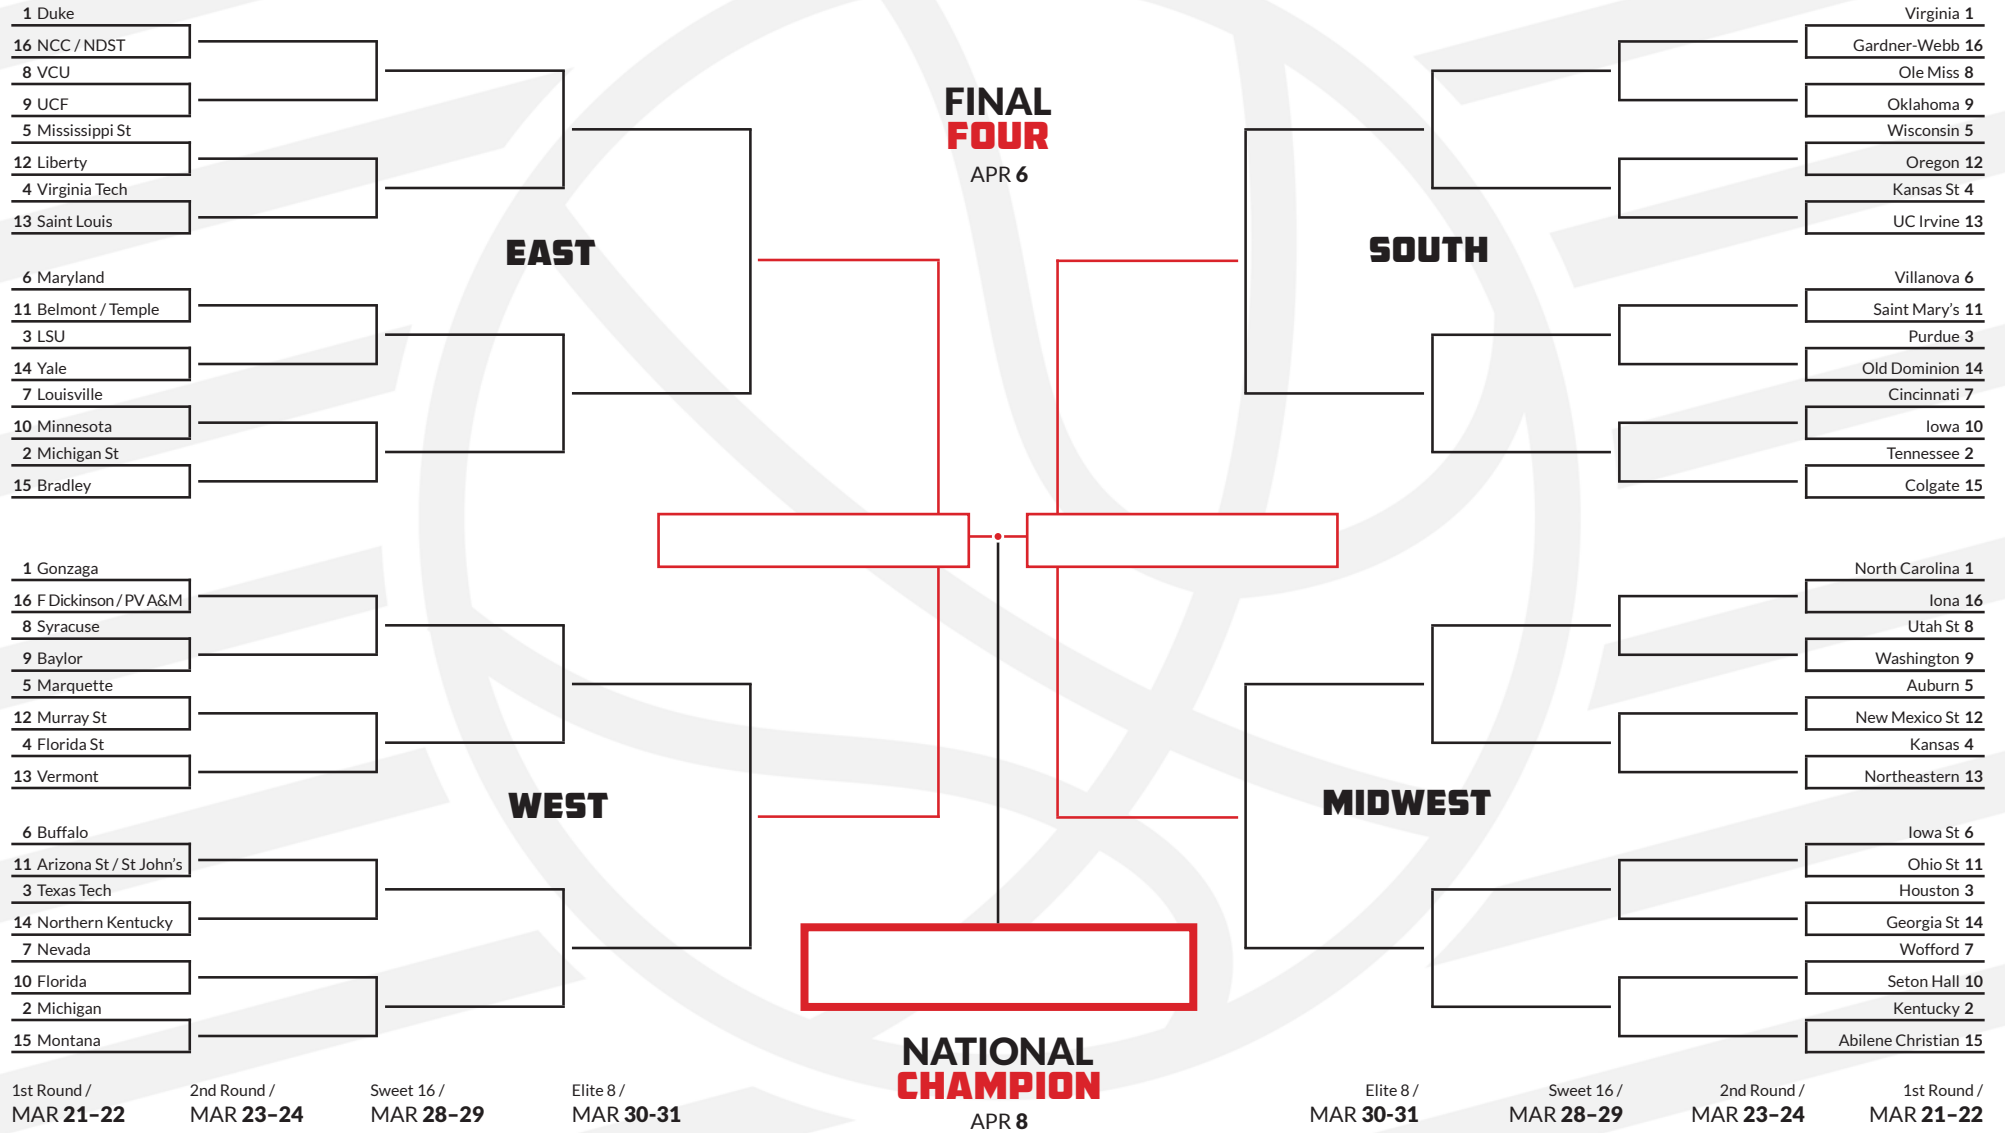 1 Duke
16 NCC / NDST
8 VCU
9 UCF
5 Mississippi St
12 Liberty
4 Virginia Tech
13 Saint Louis
EAST
6 Maryland
11 Belmont / Temple
3 LSU
14 Yale
7 Louisville
10 Minnesota
2 Michigan St
15 Bradley
1 Gonzaga
16 F Dickinson / PV A&M
8 Syracuse
9 Baylor
5 Marquette
12 Murray St
4 Florida St
13 Vermont
WEST
6 Buffalo
11 Arizona St / St John's
3 Texas Tech
14 Northern Kentucky
7 Nevada
10 Florida
2 Michigan
15 Montana
FINAL
FOUR
APR 6
Virginia 1
Gardner-Webb 16
Ole Miss 8
Oklahoma 9
Wisconsin 5
Oregon 12
Kansas St 4
UC Irvine 13
SOUTH
Villanova 6
Saint Mary's 11
Purdue 3
Old Dominion 14
Cincinnati 7
Iowa 10
Tennessee 2
Colgate 15
North Carolina 1
Iona 16
Utah St 8
Washington 9
Auburn 5
New Mexico St 12
Kansas 4
Northeastern 13
MIDWEST
Iowa St 6
Ohio St 11
Houston 3
Georgia St 14
Wofford 7
Seton Hall 10
Kentucky 2
Abilene Christian 15
NATIONAL
CHAMPION
APR 8
1st Round /
MAR 21–22
2nd Round /
MAR 23–24
Sweet 16 /
MAR 28–29
Elite 8 /
MAR 30-31
Elite 8 /
MAR 30-31
Sweet 16 /
MAR 28–29
2nd Round /
MAR 23–24
1st Round /
MAR 21–22